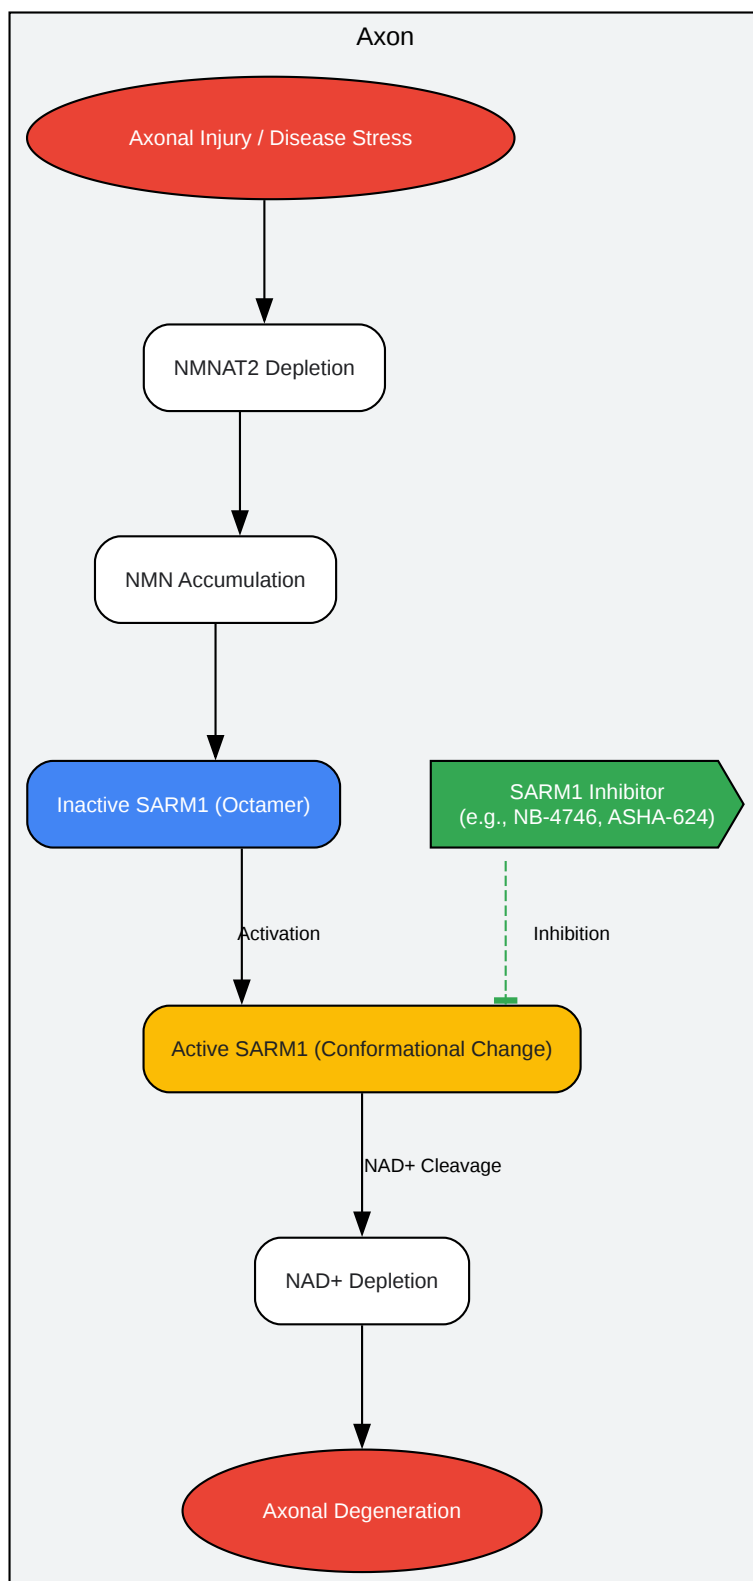 Axon
Axonal Injury / Disease Stress
NMNAT2 Depletion
NMN Accumulation
Inactive SARM1 (Octamer)
SARM1 Inhibitor
(e.g., NB-4746, ASHA-624)
Activation
Inhibition
Active SARM1 (Conformational Change)
NAD+ Cleavage
NAD+ Depletion
Axonal Degeneration